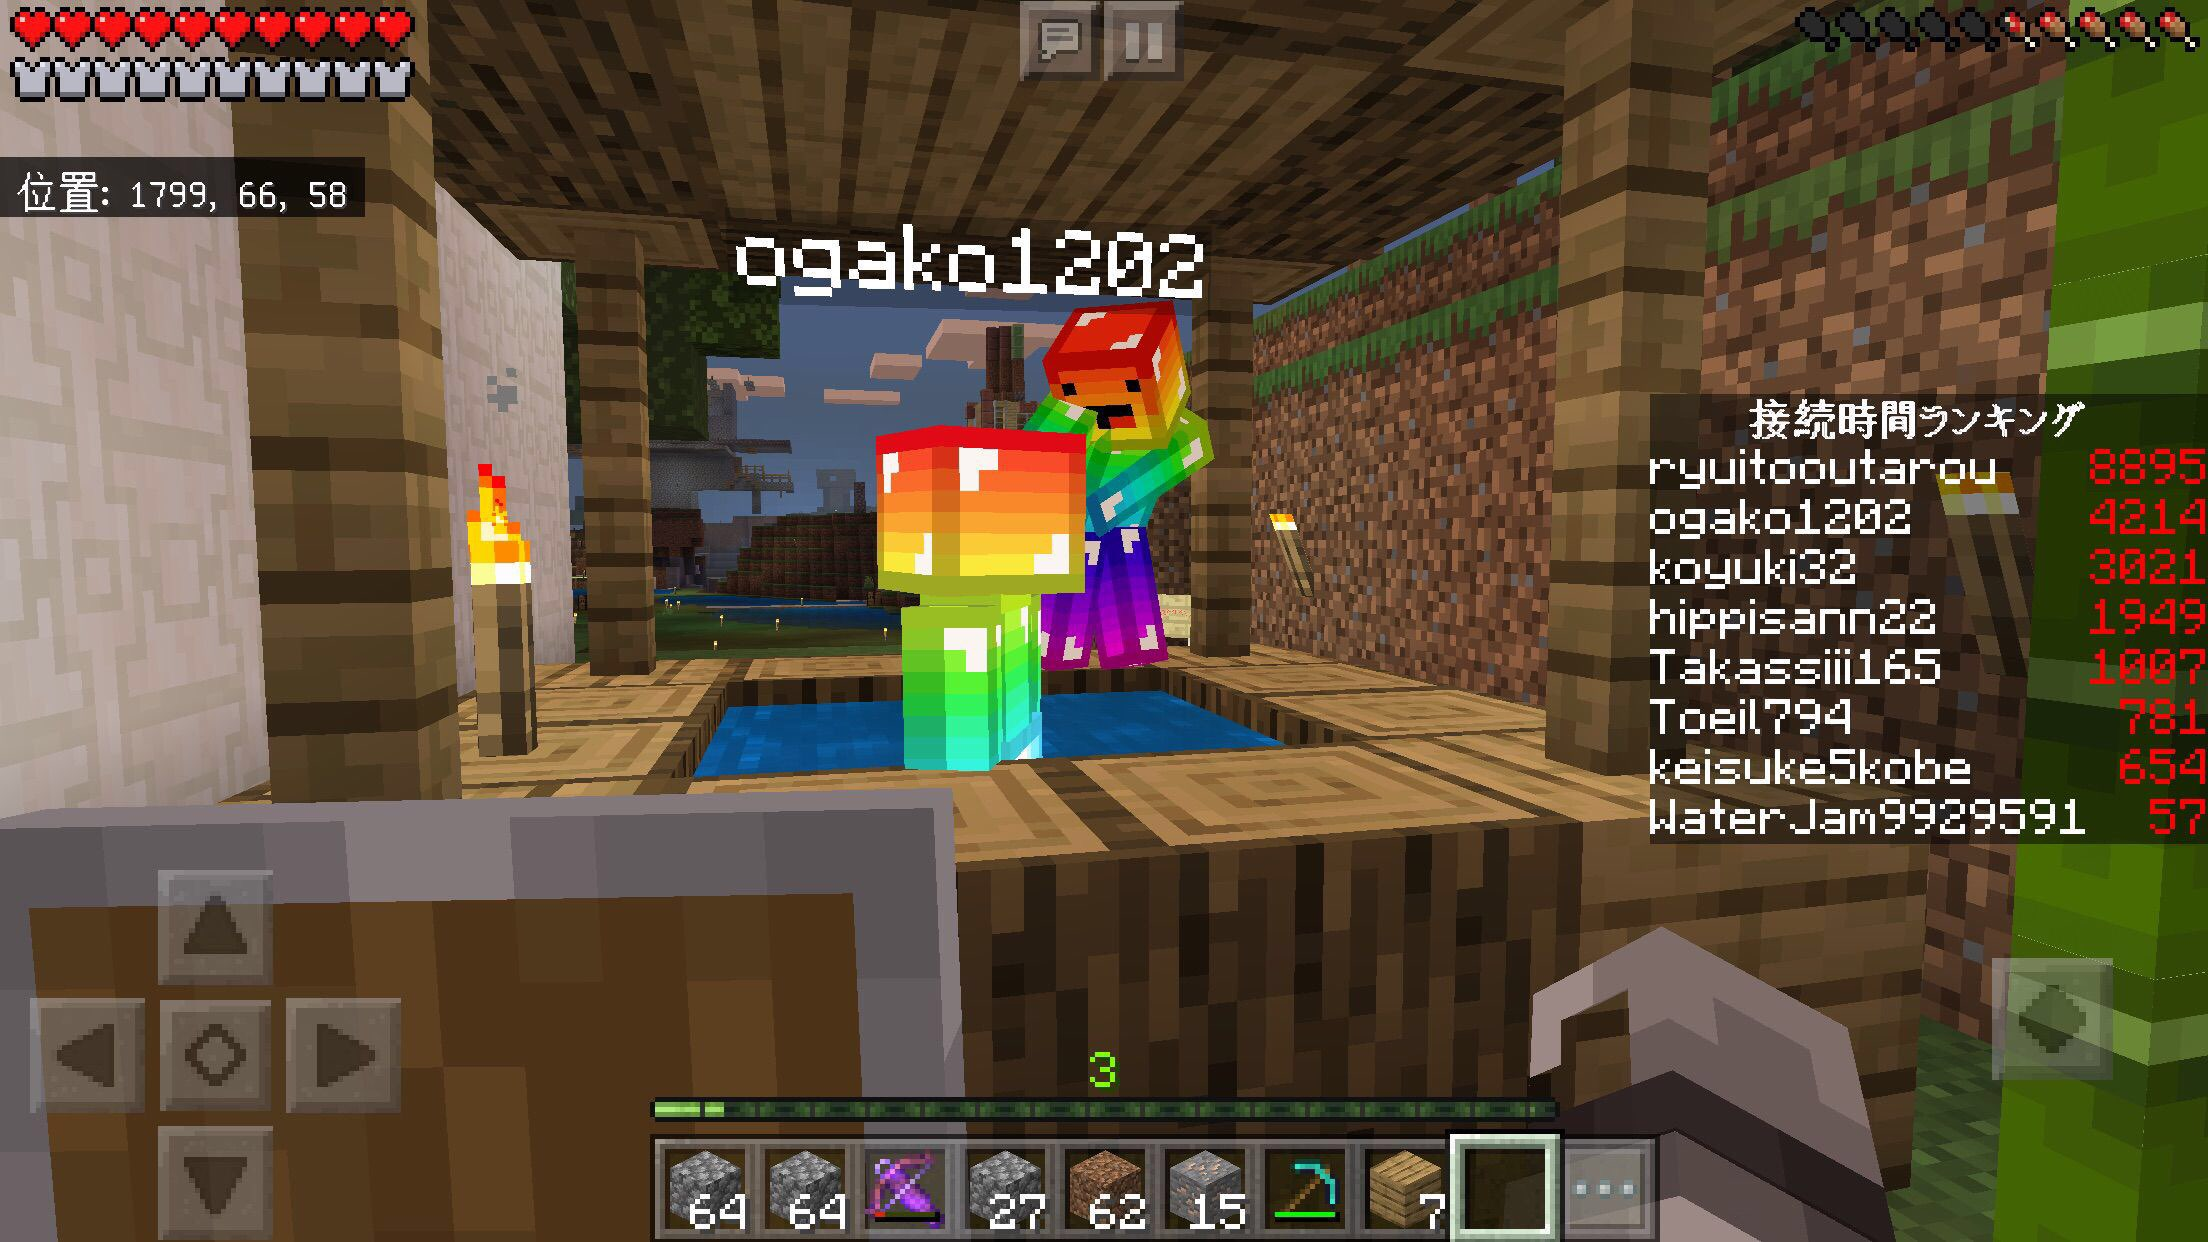 位置: 1799, 66, 58
ogako1202
接続時間ランキング
ryuitooutarou 8895
ogako1202 4214
koyuki32 3021
hippisann22 1949
Takassiii165 1007
Toeil794 781
keisuke5kobe 654
WaterJam9929591 57
3
64 64 27 62 15 7